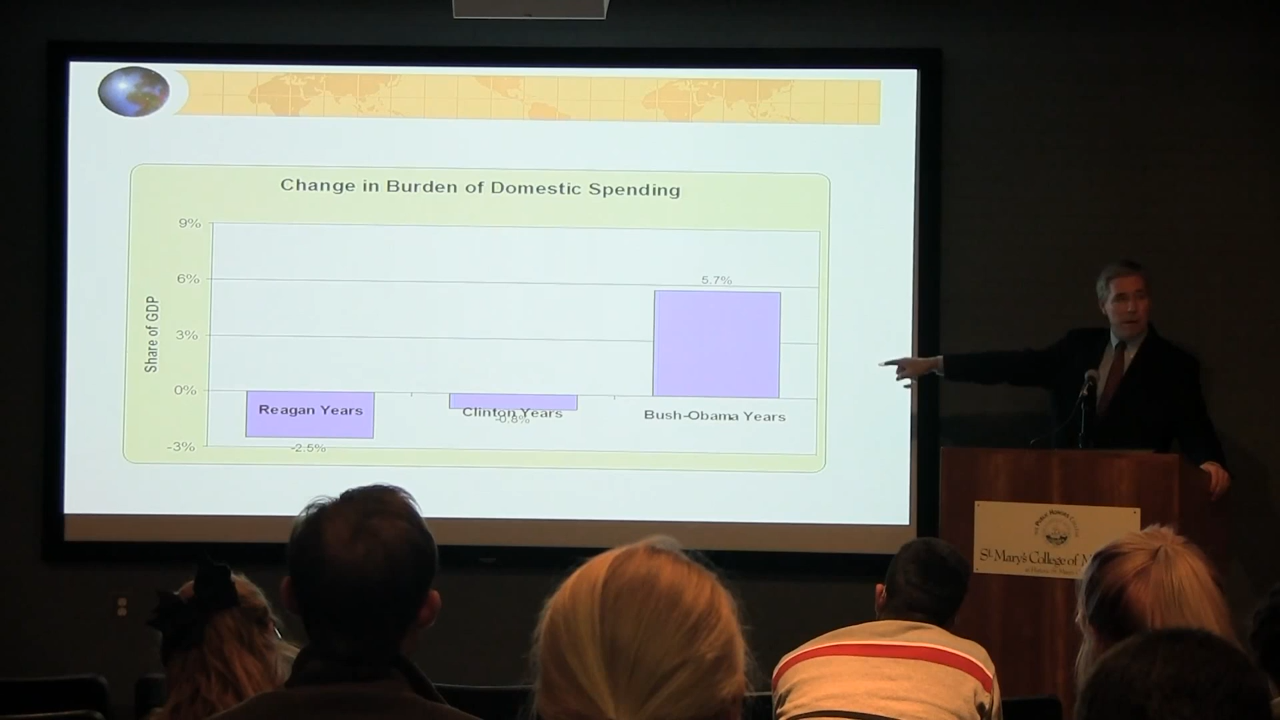 Change in Burden of Domestic Spending
9%
6%
3%
0%
-3%
Share of GDP
5.7%
Reagan Years
Clinton Years
Bush-Obama Years
-2.5%
-0.8%
St. Mary's College of M